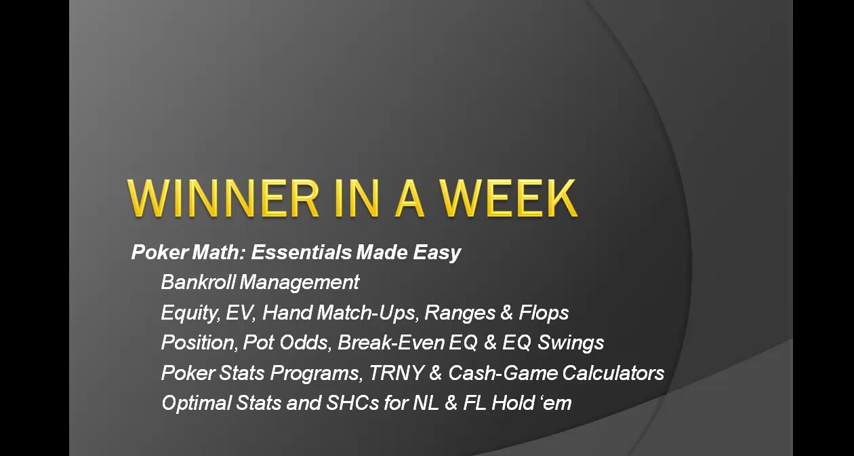 WINNER IN A WEEK
Poker Math: Essentials Made Easy
Bankroll Management
Equity, EV, Hand Match-Ups, Ranges & Flops
Position, Pot Odds, Break-Even EQ & EQ Swings
Poker Stats Programs, TRNY & Cash-Game Calculators
Optimal Stats and SHCs for NL & FL Hold ‘em